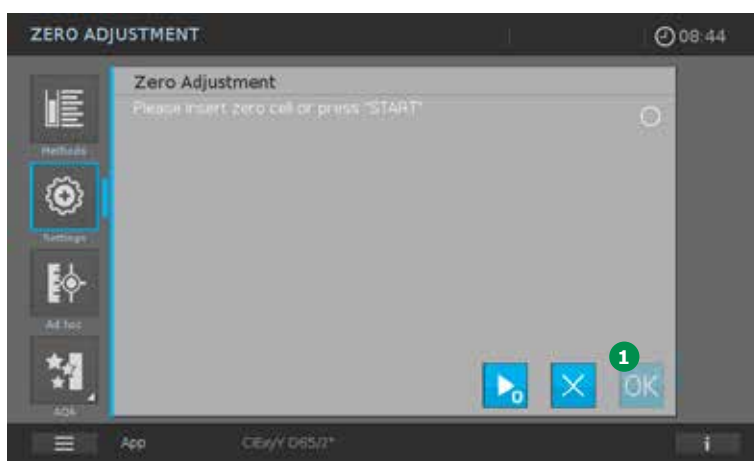 ZERO ADJUSTMENT
08:44
Zero Adjustment
Please insert zero cell or press "START"
Methods
Settings
Ad hoc
AQA
1
0
OK
App
CIExyY D65/2°
i